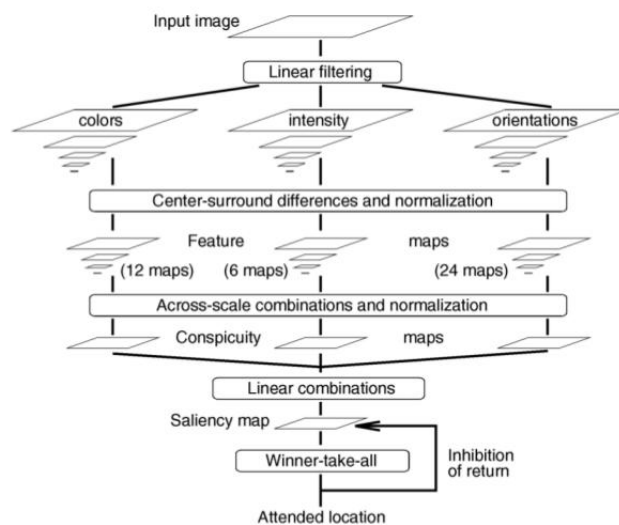 Input image
Linear filtering
colors intensity orientations
Center-surround differences and normalization
Feature maps
(12 maps) (6 maps) (24 maps)
Across-scale combinations and normalization
Conspicuity maps
Linear combinations
Saliency map
Winner-take-all
Inhibition
of return
Attended location